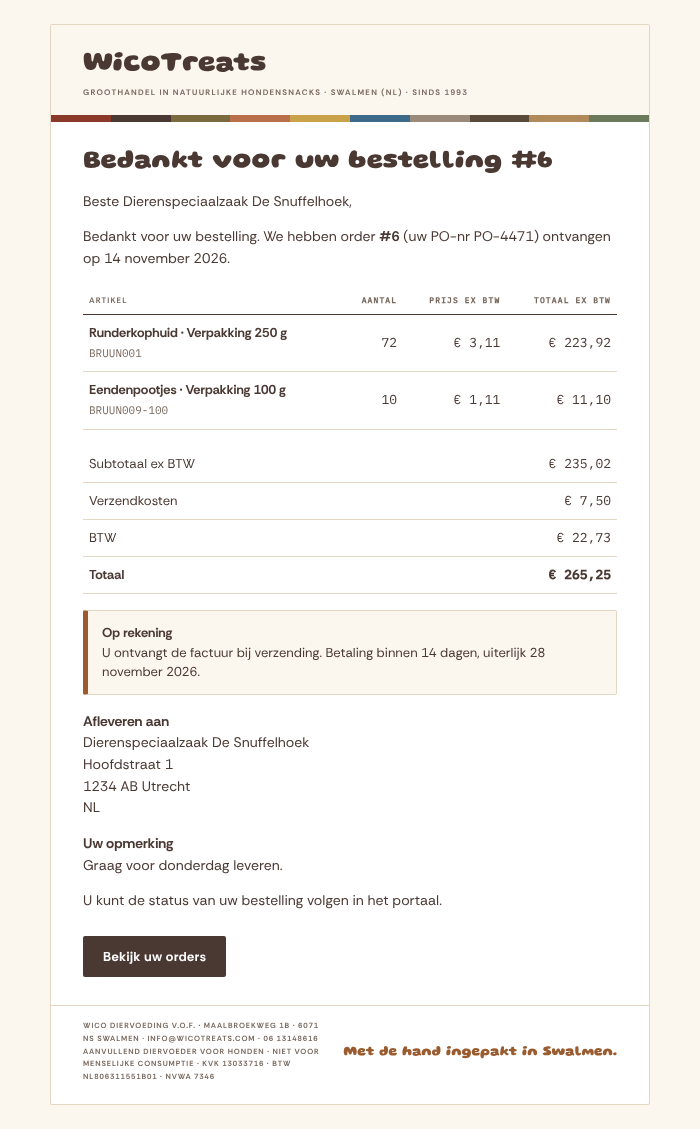 WicoTreats
GROOTHANDEL IN NATUURLIJKE HONDENSNACKS · SWALMEN (NL) · SINDS 1993
Bedankt voor uw bestelling #6
Beste Dierenspeciaalzaak De Snuffelhoek,
Bedankt voor uw bestelling. We hebben order #6 (uw PO-nr PO-4471) ontvangen
op 14 november 2026.
ARTIKEL AANTAL PRIJS EX BTW TOTAAL EX BTW
Runderkophuid · Verpakking 250 g 72 € 3,11 € 223,92
BRUUN001
Eendenpootjes · Verpakking 100 g 10 € 1,11 € 11,10
BRUUN009-100
Subtotaal ex BTW € 235,02
Verzendkosten € 7,50
BTW € 22,73
Totaal € 265,25
Op rekening
U ontvangt de factuur bij verzending. Betaling binnen 14 dagen, uiterlijk 28
november 2026.
Afleveren aan
Dierenspeciaalzaak De Snuffelhoek
Hoofdstraat 1
1234 AB Utrecht
NL
Uw opmerking
Graag voor donderdag leveren.
U kunt de status van uw bestelling volgen in het portaal.
Bekijk uw orders
WICO DIERVOEDING V.O.F. · MAALBROEKWEG 1B · 6071
NS SWALMEN · INFO@WICOTREATS.COM · 06 13148616
AANVULLEND DIERVOEDER VOOR HONDEN · NIET VOOR
MENSELIJKE CONSUMPTIE · KVK 13033716 · BTW
NL806311551B01 · NVWA 7346
Met de hand ingepakt in Swalmen.